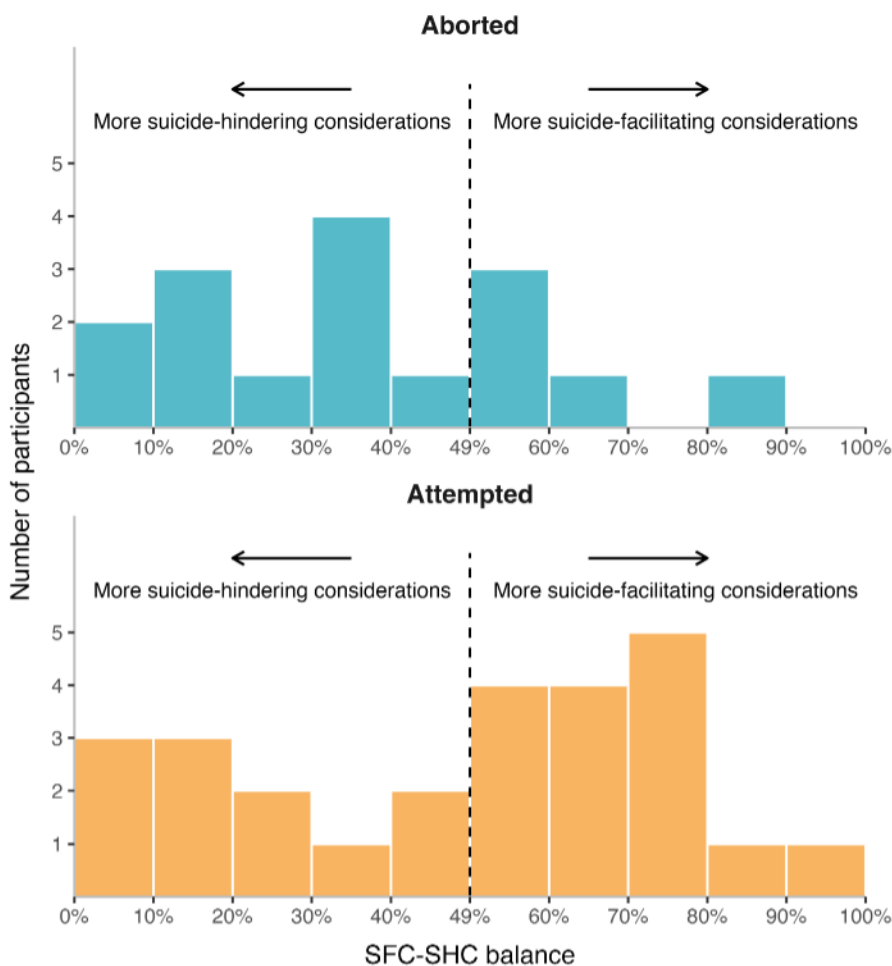 Aborted
More suicide-hindering considerations
More suicide-facilitating considerations
5
4
3
2
1
0% 10% 20% 30% 40% 49% 60% 70% 80% 90% 100%
Number of participants
Attempted
More suicide-hindering considerations
More suicide-facilitating considerations
5
4
3
2
1
0% 10% 20% 30% 40% 49% 60% 70% 80% 90% 100%
SFC-SHC balance